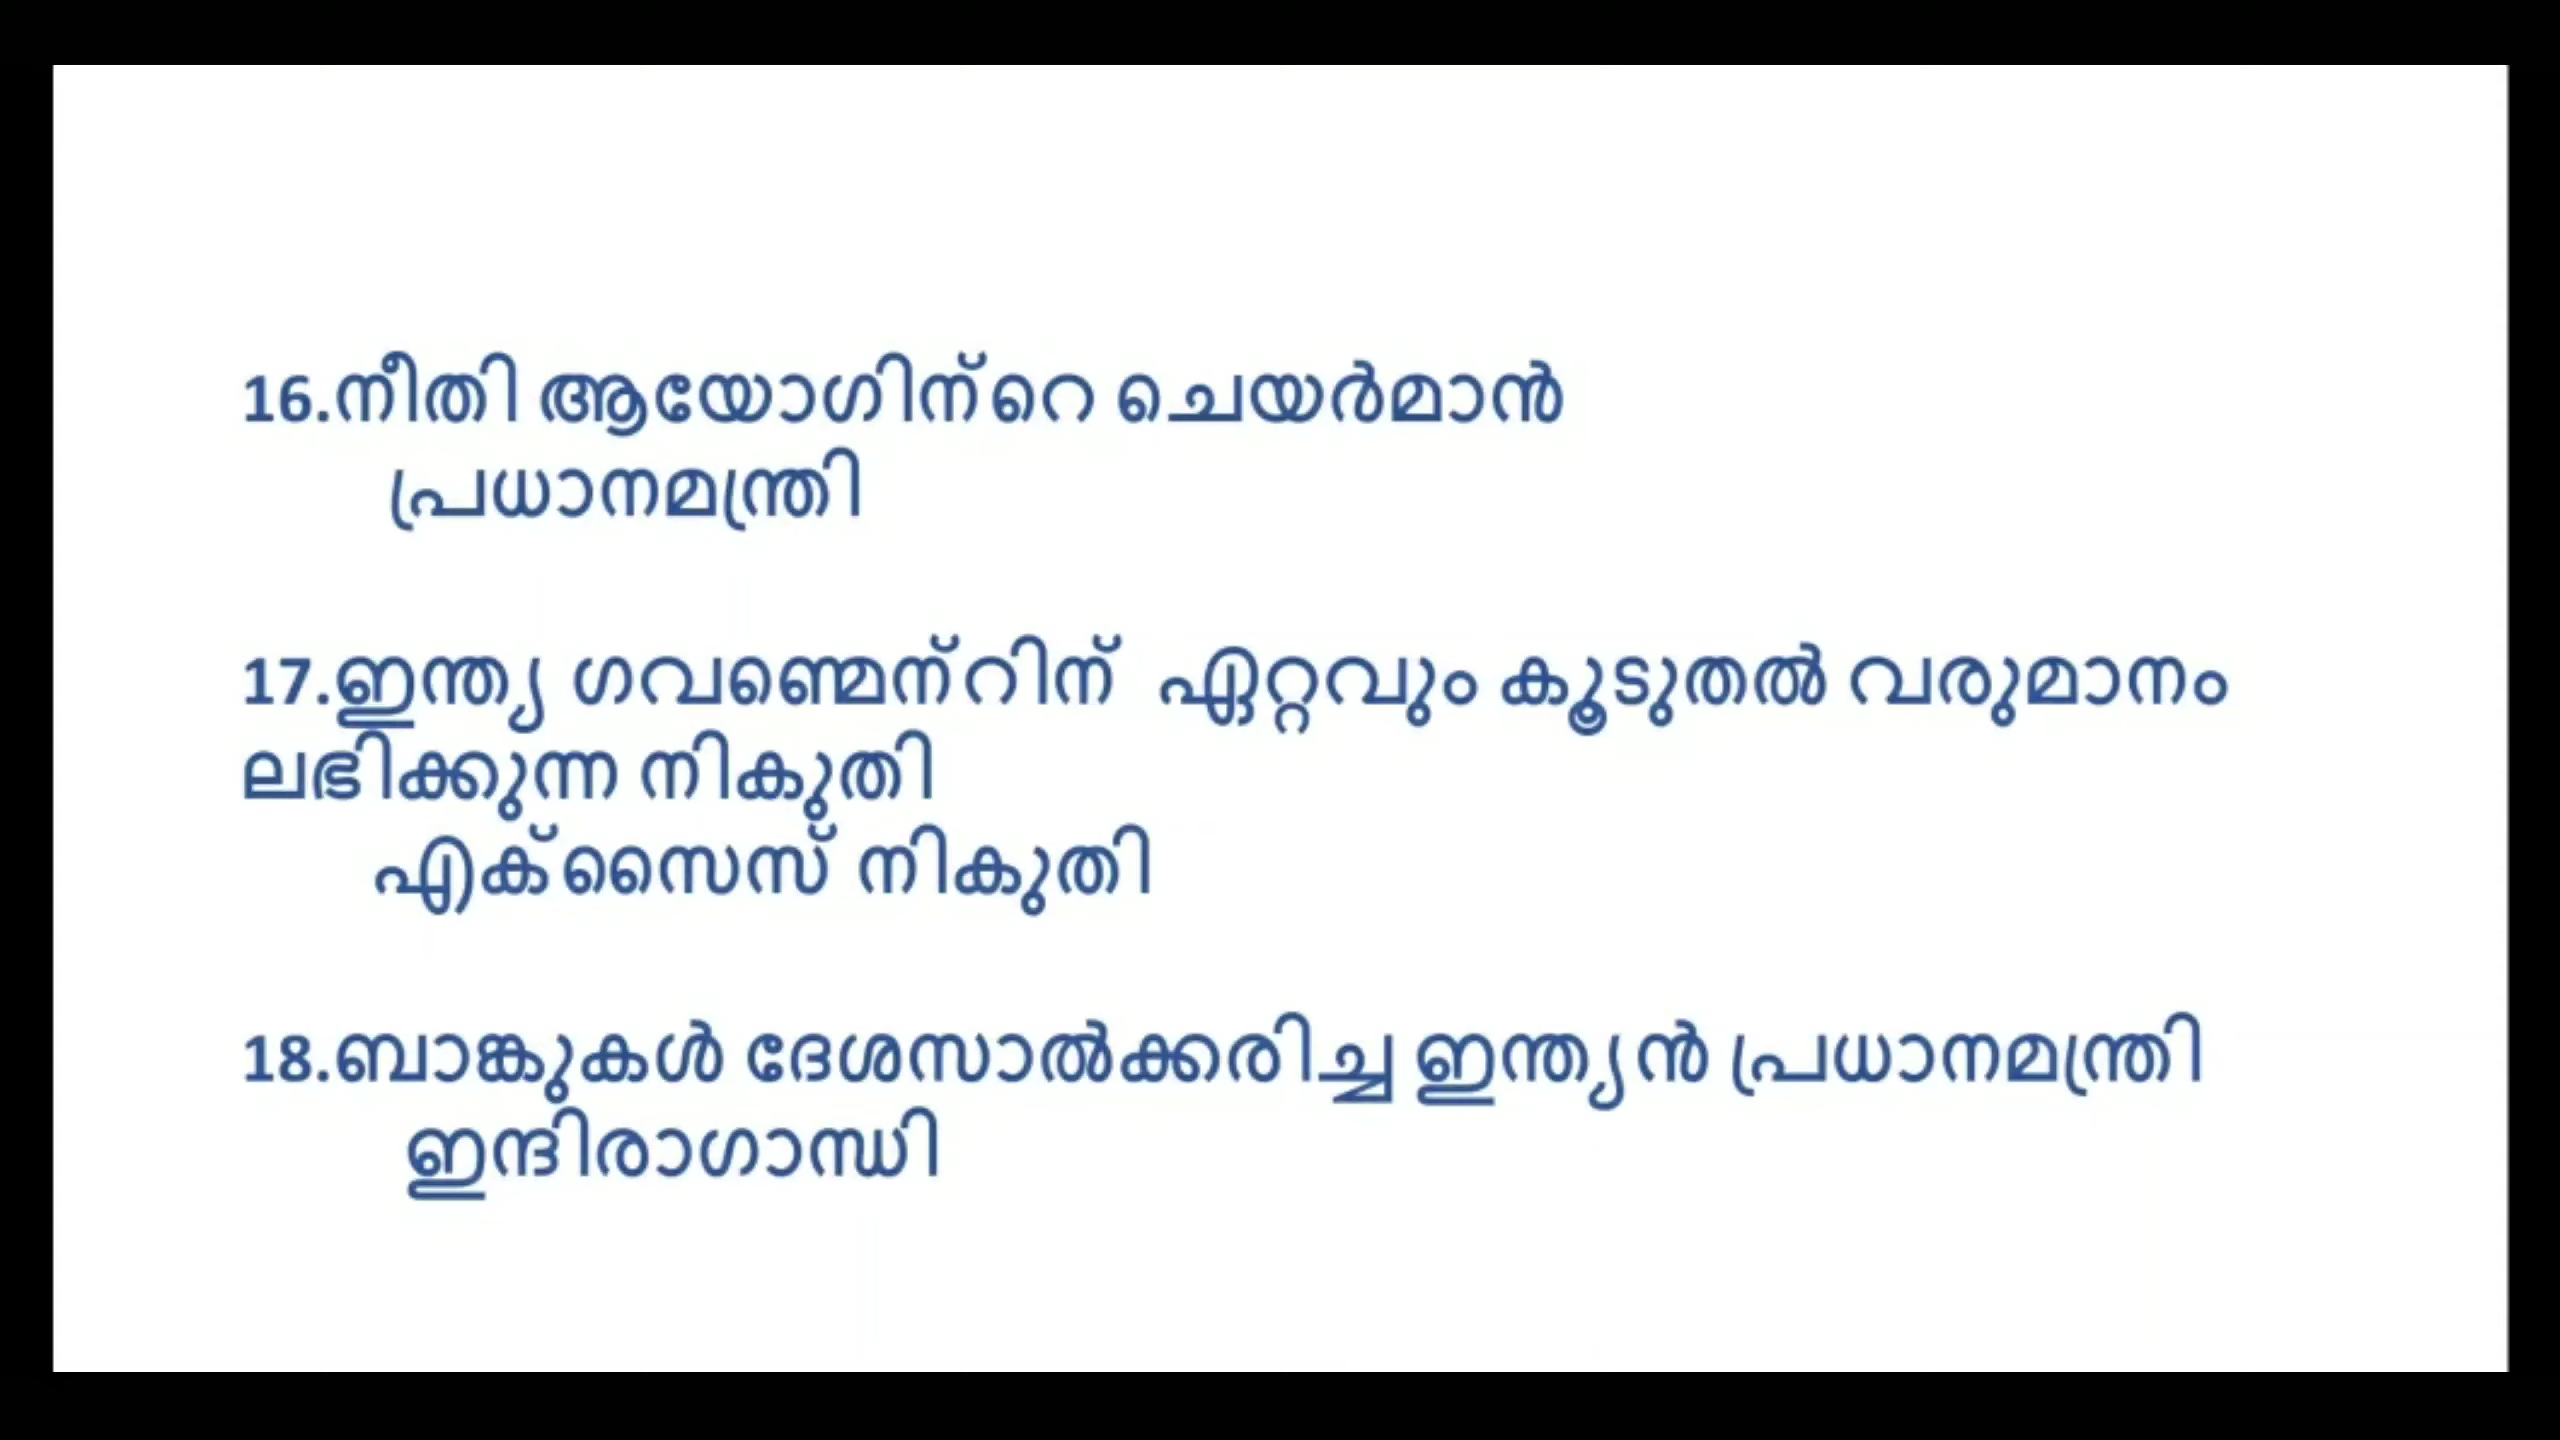 16.നീതി ആയോഗിന്റെ ചെയർമാൻ
പ്രധാനമന്ത്രി
17.ഇന്ത്യ ഗവണ്മെന്റിന് ഏറ്റവും കൂടുതൽ വരുമാനം
ലഭിക്കുന്ന നികുതി
എക്സൈസ് നികുതി
18.ബാങ്കുകൾ ദേശസാൽക്കരിച്ച ഇന്ത്യൻ പ്രധാനമന്ത്രി
ഇന്ദിരാഗാന്ധി